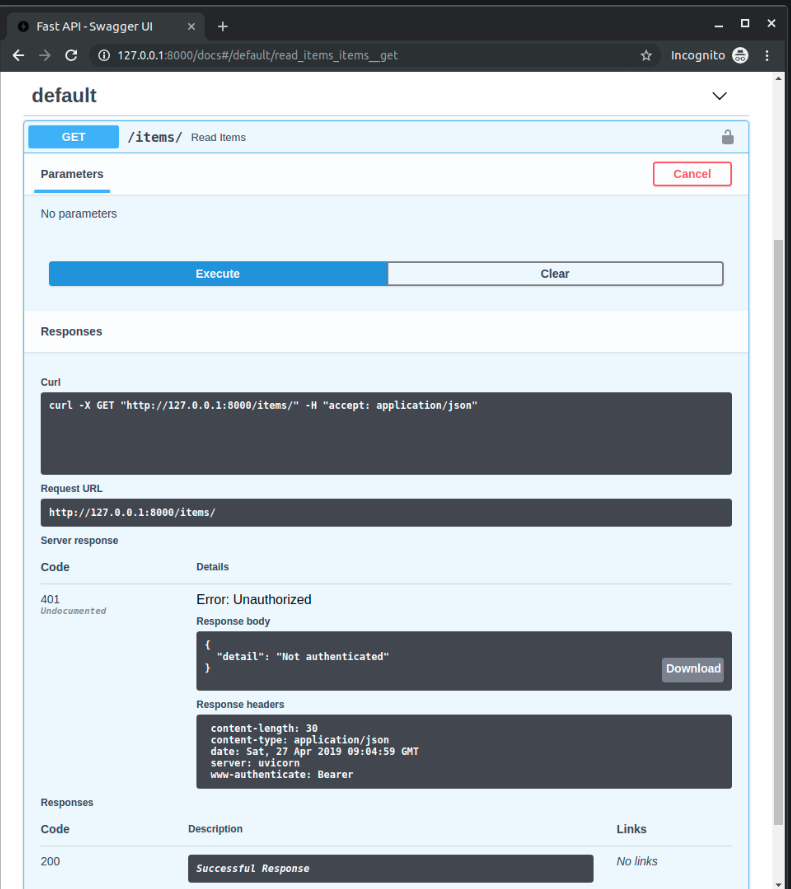 Fast API - Swagger UI
127.0.0.1:8000/docs#/default/read_items_items__get
Incognito
default
GET /items/ Read Items
Parameters
Cancel
No parameters
Execute
Clear
Responses
Curl
curl -X GET "http://127.0.0.1:8000/items/" -H "accept: application/json"
Request URL
http://127.0.0.1:8000/items/
Server response
Code Details
401 Error: Unauthorized
Undocumented
Response body
{
"detail": "Not authenticated"
}
Download
Response headers
content-length: 30
content-type: application/json
date: Sat, 27 Apr 2019 09:04:59 GMT
server: uvicorn
www-authenticate: Bearer
Responses
Code Description Links
200 Successful Response No links